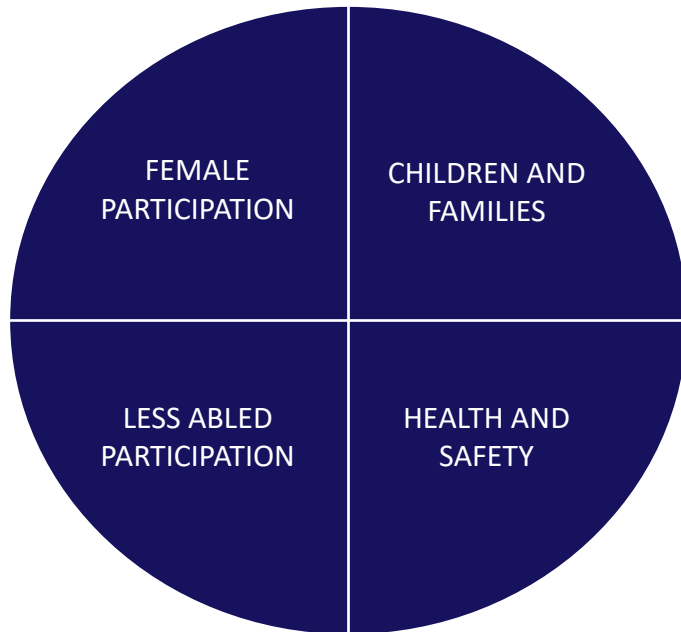 FEMALE
PARTICIPATION
CHILDREN AND
FAMILIES
LESS ABLED
PARTICIPATION
HEALTH AND
SAFETY